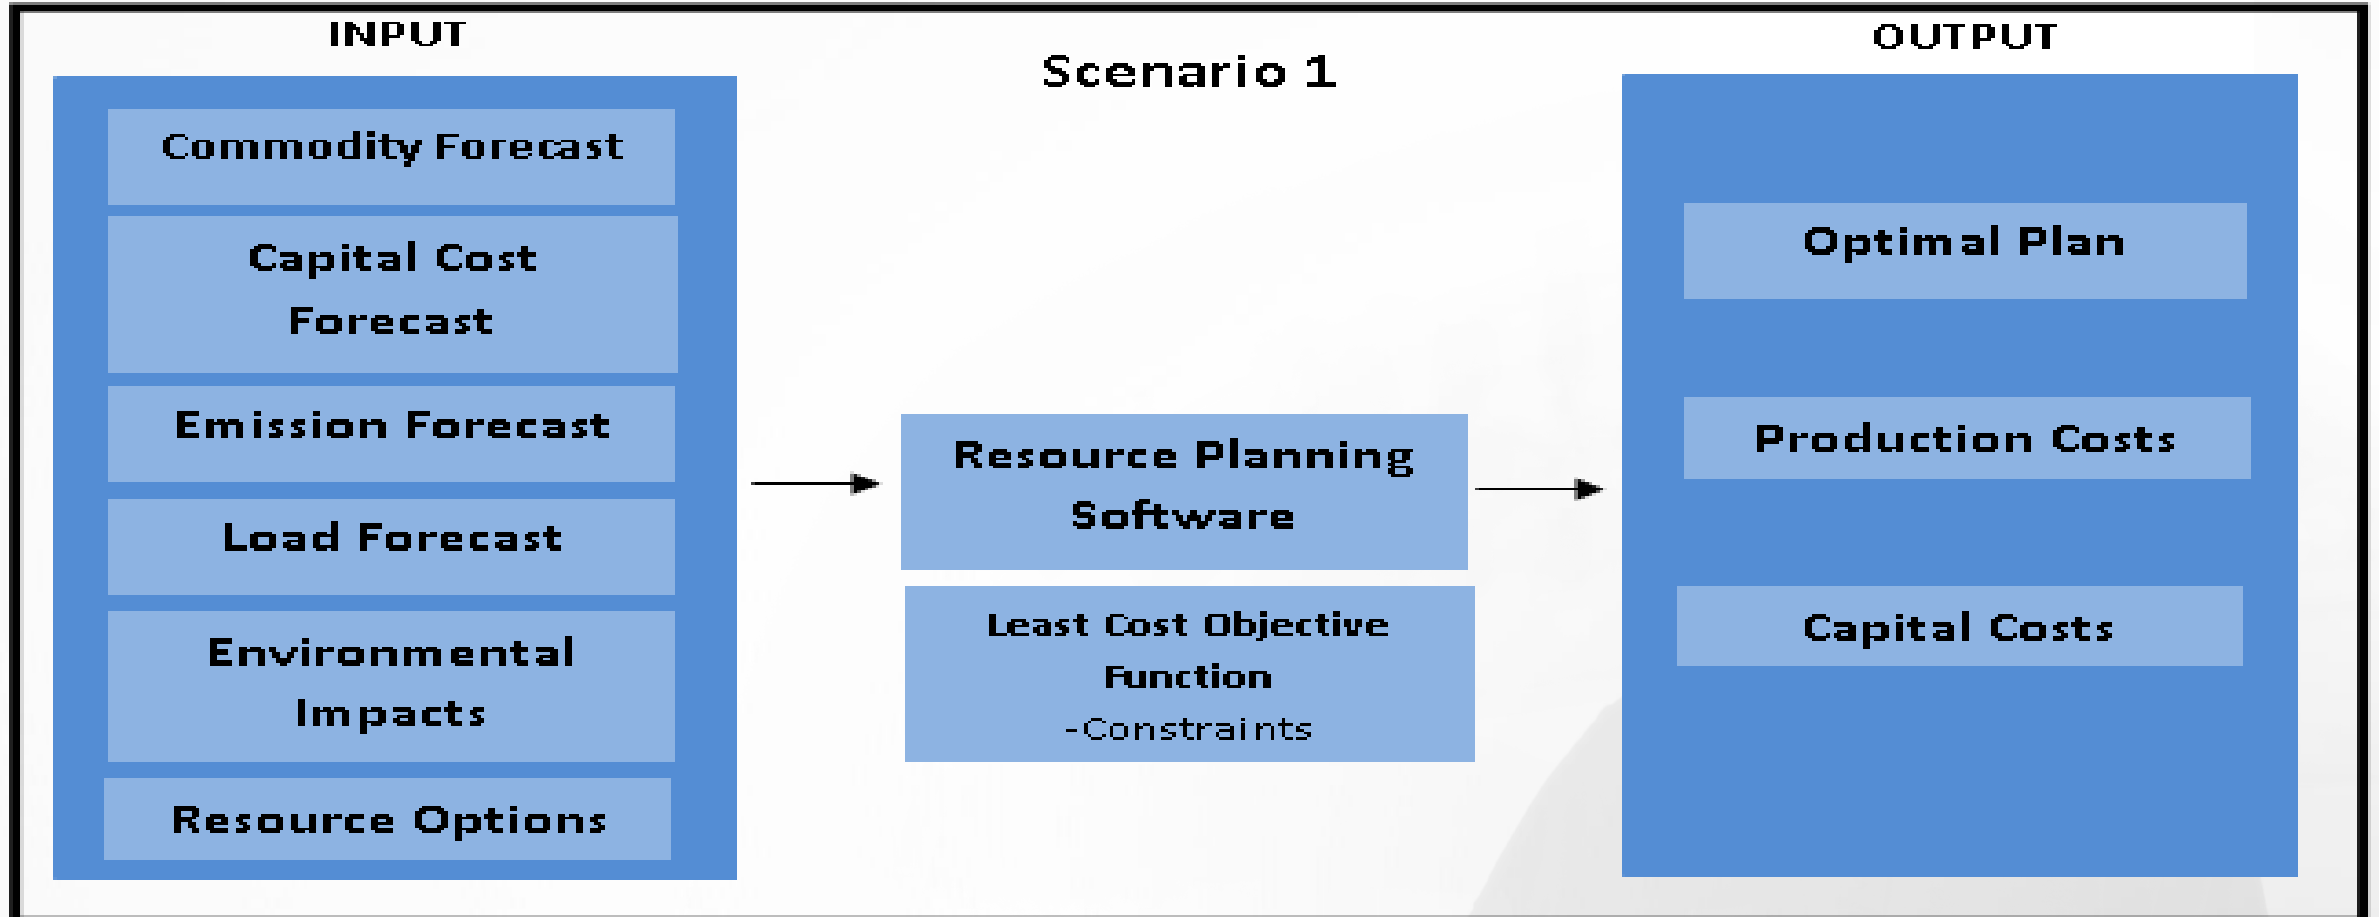 INPUT
Commodity Forecast
Capital Cost
Forecast
Emission Forecast
Load Forecast
Environmental
Impacts
Resource Options
Scenario 1
Resource Planning
Software
Least Cost Objective
Function
-Constraints
OUTPUT
Optimal Plan
Production Costs
Capital Costs